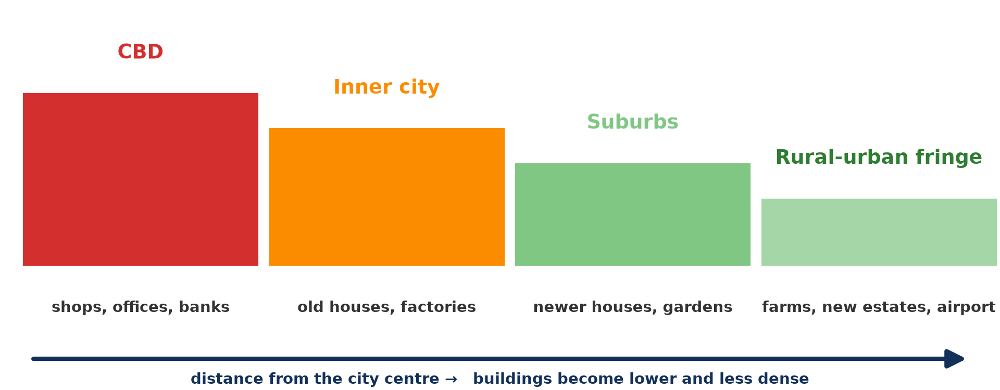 CBD
Inner city
Suburbs
Rural-urban fringe
shops, offices, banks
old houses, factories
newer houses, gardens
farms, new estates, airport
distance from the city centre → buildings become lower and less dense